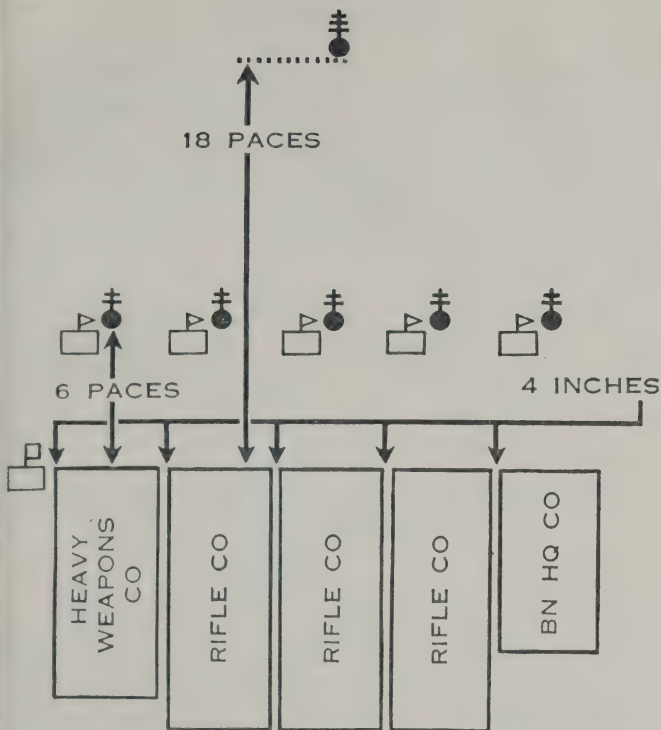 18 PACES
6 PACES
4 INCHES
HEAVY
WEAPONS
CO
RIFLE CO
RIFLE CO
RIFLE CO
BN HQ CO